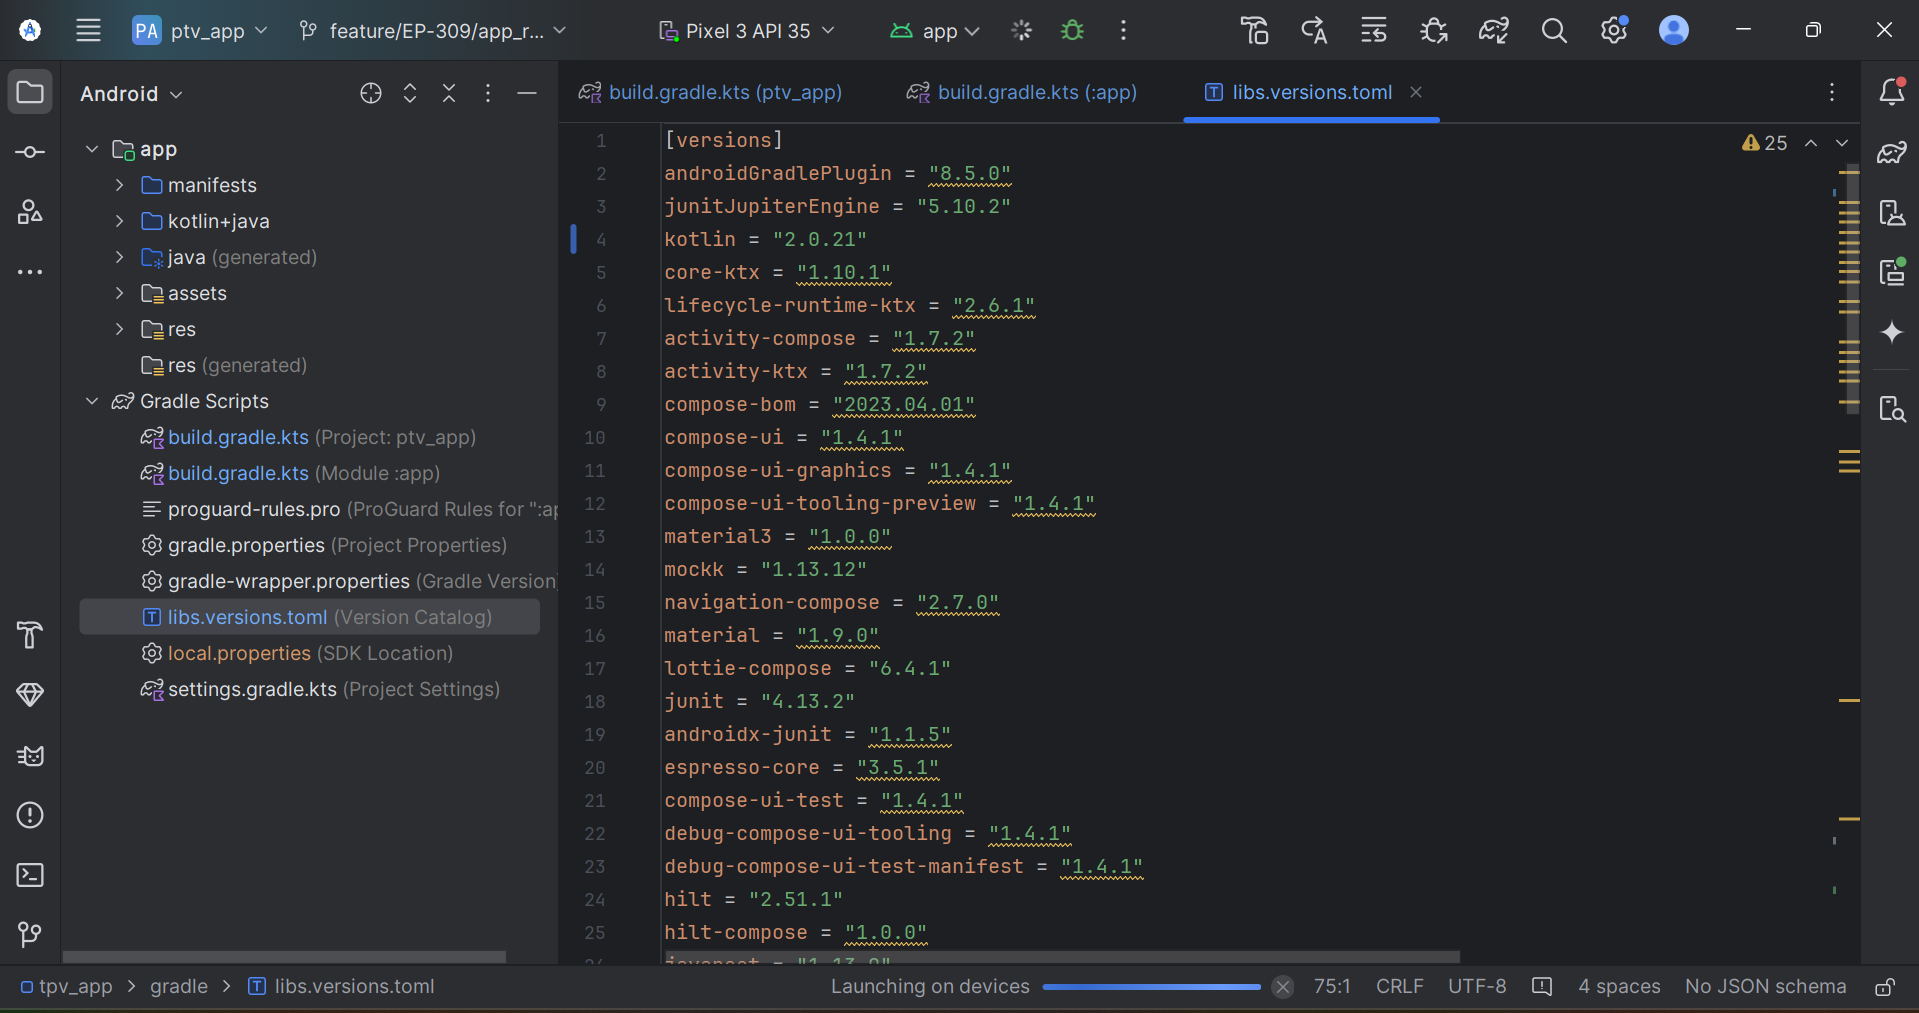 PA ptv_app feature/EP-309/app_r... Pixel 3 API 35 app
Android
app
manifests
kotlin+java
java (generated)
assets
res
res (generated)
Gradle Scripts
build.gradle.kts (Project: ptv_app)
build.gradle.kts (Module :app)
proguard-rules.pro (ProGuard Rules for ":ap
gradle.properties (Project Properties)
gradle-wrapper.properties (Gradle Version)
libs.versions.toml (Version Catalog)
local.properties (SDK Location)
settings.gradle.kts (Project Settings)
build.gradle.kts (ptv_app) build.gradle.kts (:app) libs.versions.toml
25
1 [versions]
2 androidGradlePlugin = "8.5.0"
3 junitJupiterEngine = "5.10.2"
4 kotlin = "2.0.21"
5 core-ktx = "1.10.1"
6 lifecycle-runtime-ktx = "2.6.1"
7 activity-compose = "1.7.2"
8 activity-ktx = "1.7.2"
9 compose-bom = "2023.04.01"
10 compose-ui = "1.4.1"
11 compose-ui-graphics = "1.4.1"
12 compose-ui-tooling-preview = "1.4.1"
13 material3 = "1.0.0"
14 mockk = "1.13.12"
15 navigation-compose = "2.7.0"
16 material = "1.9.0"
17 lottie-compose = "6.4.1"
18 junit = "4.13.2"
19 androidx-junit = "1.1.5"
20 espresso-core = "3.5.1"
21 compose-ui-test = "1.4.1"
22 debug-compose-ui-tooling = "1.4.1"
23 debug-compose-ui-test-manifest = "1.4.1"
24 hilt = "2.51.1"
25 hilt-compose = "1.0.0"
tpv_app > gradle > libs.versions.toml
Launching on devices 75:1 CRLF UTF-8 4 spaces No JSON schema